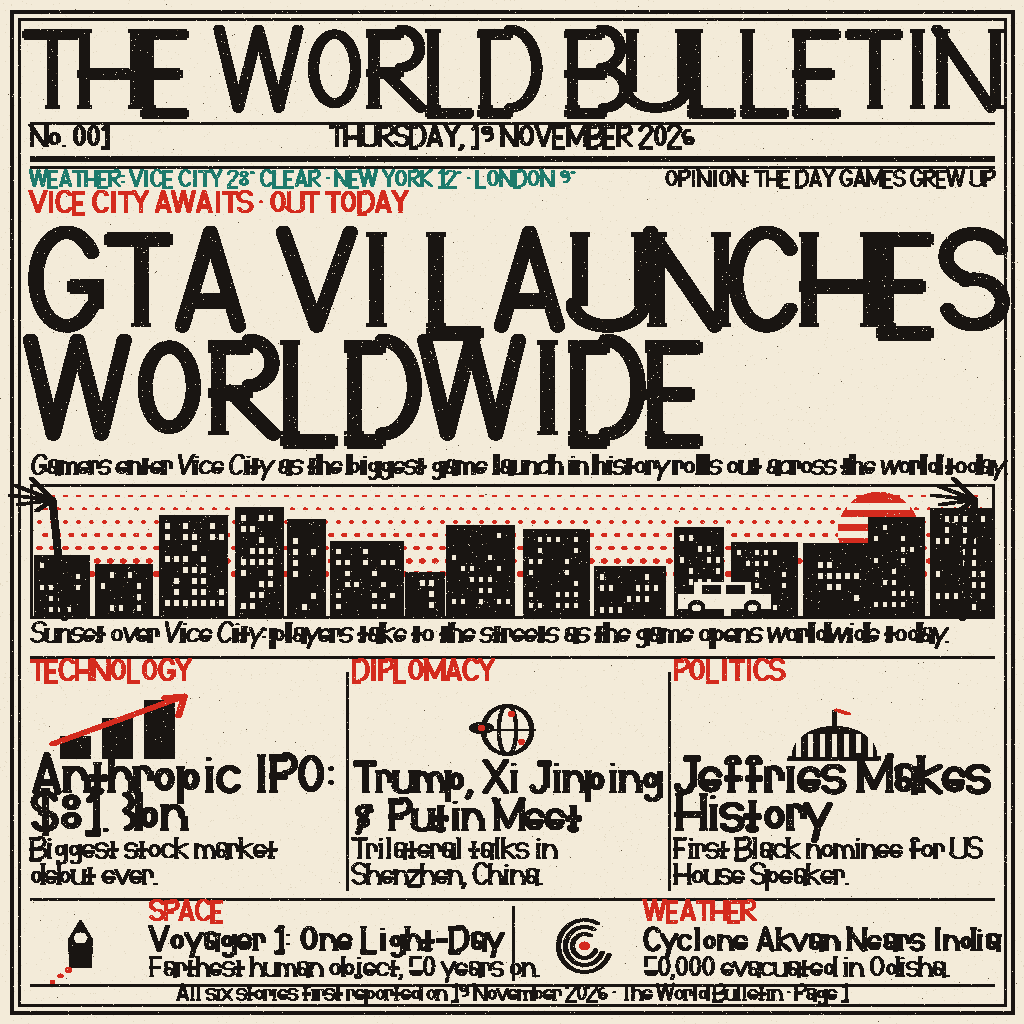 THE WORLD BULLETIN
No. 001
THURSDAY, 19 NOVEMBER 2026
WEATHER: VICE CITY 28° CLEAR · NEW YORK 12° · LONDON 9°
OPINION: THE DAY GAMES GREW UP
VICE CITY AWAITS · OUT TODAY
GTA VI LAUNCHES
WORLDWIDE
Gamers enter Vice City as the biggest game launch in history rolls out across the world today
Sunset over Vice City: players take to the streets as the game opens worldwide today.
TECHNOLOGY
Anthropic IPO:
bn
Biggest stock market
debut ever.
DIPLOMACY
Trump, Xi Jinping
& Putin Meet
Trilateral talks in
Shenzhen, China.
POLITICS
Jeffries Makes
History
First Black nominee for US
House Speaker.
SPACE
Voyager 1: One Light-Day
Farthest human object, 50 years on.
WEATHER
Cyclone Akvan Nears India
50,000 evacuated in Odisha.
All six stories first reported on 19 November 2026 · The World Bulletin · Page 1